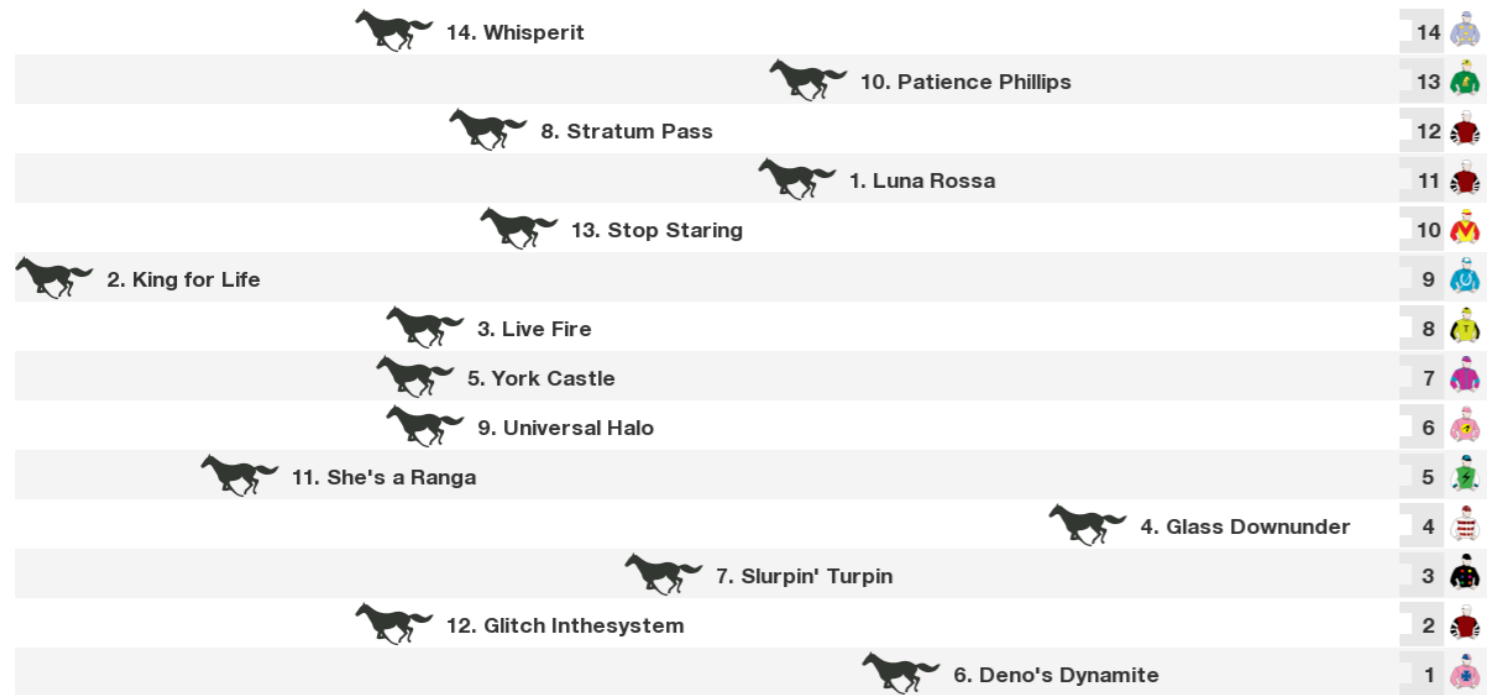 14. Whisperit 14
10. Patience Phillips 13
8. Stratum Pass 12
1. Luna Rossa 11
13. Stop Staring 10
2. King for Life 9
3. Live Fire 8
5. York Castle 7
9. Universal Halo 6
11. She's a Ranga 5
4. Glass Downunder 4
7. Slurpin' Turpin 3
12. Glitch Inthesystem 2
6. Deno's Dynamite 1